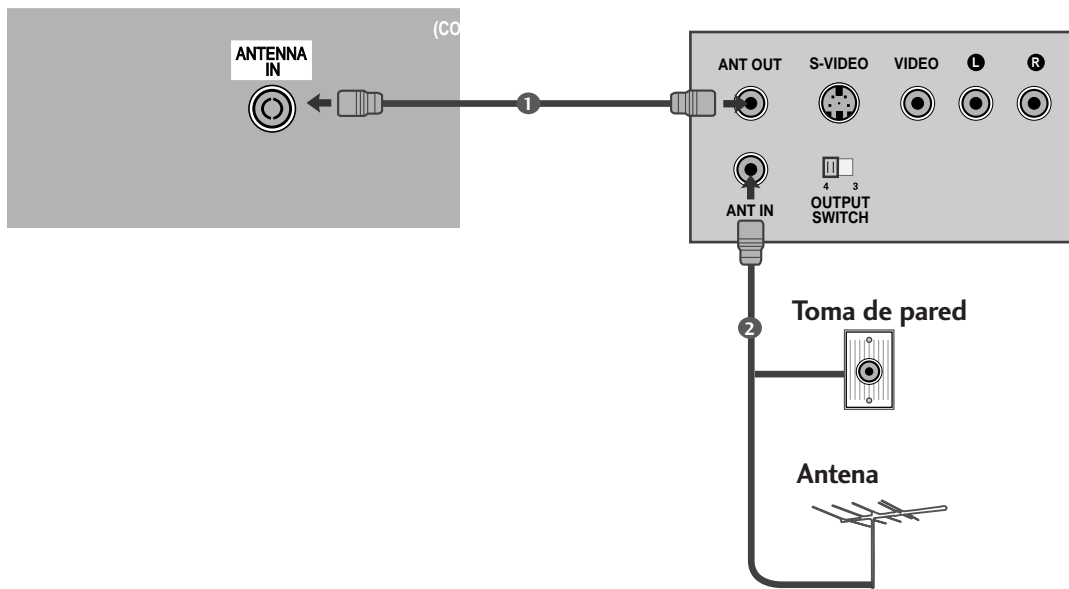 (CO
ANTENNA
IN
1
ANT OUT S-VIDEO VIDEO L R
4 3
ANT IN
OUTPUT
SWITCH
2
Toma de pared
Antena